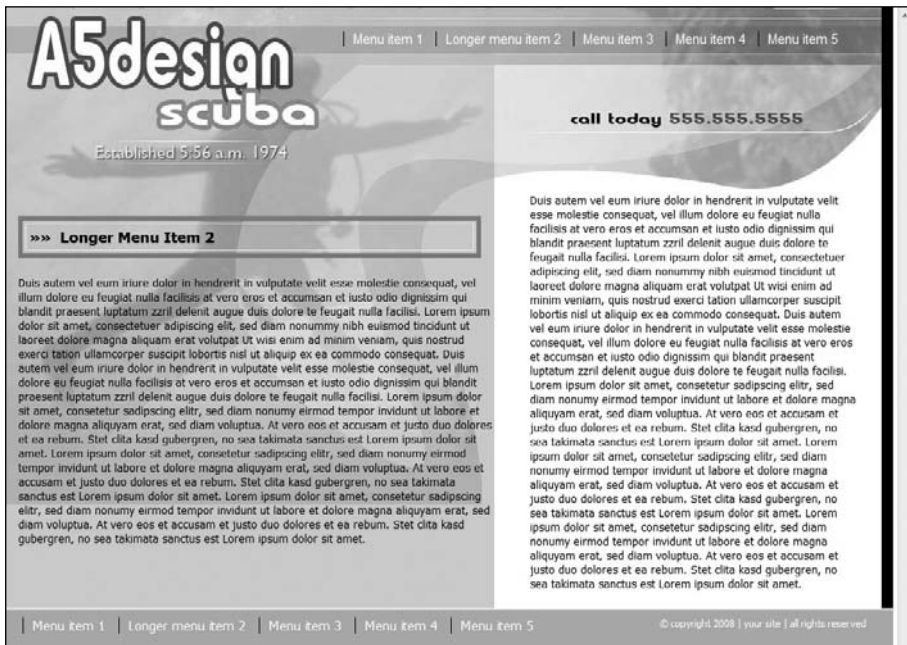 A5design
scuba
Established 5:56 a.m. 1974
Menu item 1 Longer menu item 2 Menu item 3 Menu item 4 Menu item 5
call today 555.555.5555
»» Longer Menu Item 2
Duis autem vel eum iriure dolor in hendrerit in vulputate velit esse molestie consequat, vel
illum dolore eu feugiat nulla facilisis at vero eros et accumsan et iusto odio dignissim qui
blandit praesent luptatum zzril delenit augue duis dolore te feugait nulla facilisi. Lorem ipsum
dolor sit amet, consectetuer adipiscing elit, sed diam nonummy nibh euismod tincidunt ut
laoreet dolore magna aliquam erat volutpat Ut wisi enim ad minim veniam, quis nostrud
exerci tation ullamcorper suscipit lobortis nisl ut aliquip ex ea commodo consequat. Duis
autem vel eum iriure dolor in hendrerit in vulputate velit esse molestie consequat, vel illum
dolore eu feugiat nulla facilisis at vero eros et accumsan et iusto odio dignissim qui blandit
praesent luptatum zzril delenit augue duis dolore te feugait nulla facilisi. Lorem ipsum dolor
sit amet, consetetur sadipscing elitr, sed diam nonumy eirmod tempor invidunt ut labore et
dolore magna aliquyam erat, sed diam voluptua. At vero eos et accusam et justo duo dolores
et ea rebum. Stet clita kasd gubergren, no sea takimata sanctus est Lorem ipsum dolor sit
amet. Lorem ipsum dolor sit amet, consetetur sadipscing elitr, sed diam nonumy eirmod
tempor invidunt ut labore et dolore magna aliquyam erat, sed diam voluptua. At vero eos et
accusam et justo duo dolores et ea rebum. Stet clita kasd gubergren, no sea takimata
sanctus est Lorem ipsum dolor sit amet. Lorem ipsum dolor sit amet, consetetur sadipscing
elitr, sed diam nonumy eirmod tempor invidunt ut labore et dolore magna aliquyam erat, sed
diam voluptua. At vero eos et accusam et justo duo dolores et ea rebum. Stet clita kasd
gubergren, no sea takimata sanctus est Lorem ipsum dolor sit amet.
Duis autem vel eum iriure dolor in hendrerit in vulputate velit
esse molestie consequat, vel illum dolore eu feugiat nulla
facilisis at vero eros et accumsan et iusto odio dignissim qui
blandit praesent luptatum zzril delenit augue duis dolore te
feugait nulla facilisi. Lorem ipsum dolor sit amet, consectetuer
adipiscing elit, sed diam nonummy nibh euismod tincidunt ut
laoreet dolore magna aliquam erat volutpat Ut wisi enim ad
minim veniam, quis nostrud exerci tation ullamcorper suscipit
lobortis nisl ut aliquip ex ea commodo consequat. Duis autem
vel eum iriure dolor in hendrerit in vulputate velit esse molestie
consequat, vel illum dolore eu feugiat nulla facilisis at vero eros
et accumsan et iusto odio dignissim qui blandit praesent
luptatum zzril delenit augue duis dolore te feugait nulla facilisi.
Lorem ipsum dolor sit amet, consetetur sadipscing elitr, sed
diam nonumy eirmod tempor invidunt ut labore et dolore magna
aliquyam erat, sed diam voluptua. At vero eos et accusam et
justo duo dolores et ea rebum. Stet clita kasd gubergren, no
sea takimata sanctus est Lorem ipsum dolor sit amet. Lorem
ipsum dolor sit amet, consetetur sadipscing elitr, sed diam
nonumy eirmod tempor invidunt ut labore et dolore magna
aliquyam erat, sed diam voluptua. At vero eos et accusam et
justo duo dolores et ea rebum. Stet clita kasd gubergren, no
sea takimata sanctus est Lorem ipsum dolor sit amet. Lorem
ipsum dolor sit amet, consetetur sadipscing elitr, sed diam
nonumy eirmod tempor invidunt ut labore et dolore magna
aliquyam erat, sed diam voluptua. At vero eos et accusam et
justo duo dolores et ea rebum. Stet clita kasd gubergren, no
sea takimata sanctus est Lorem ipsum dolor sit amet.
Menu item 1 Longer menu item 2 Menu item 3 Menu item 4 Menu item 5
© copyright 2008 | your site | all rights reserved